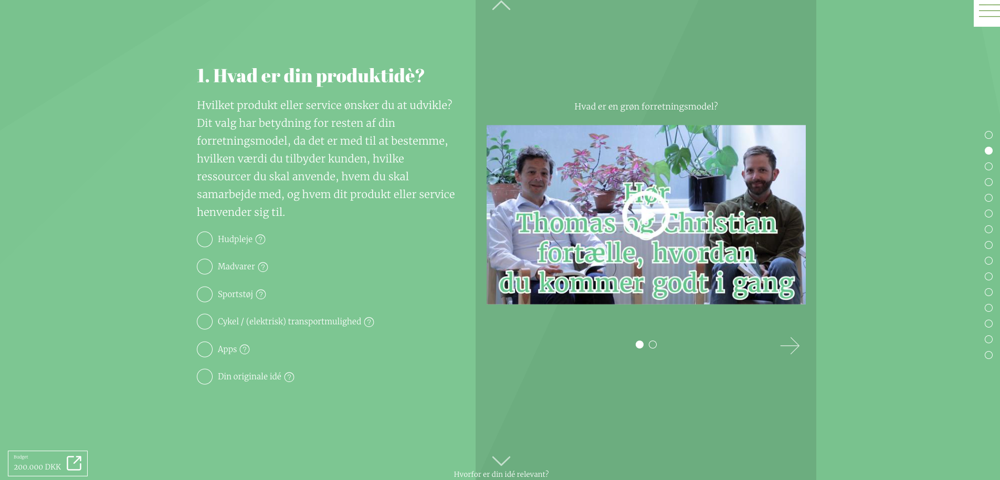 1. Hvad er din produktidè?
Hvilket produkt eller service ønsker du at udvikle?
Dit valg har betydning for resten af din
forretningsmodel, da det er med til at bestemme,
hvilken værdi du tilbyder kunden, hvilke
ressourcer du skal anvende, hvem du skal
samarbejde med, og hvem dit produkt eller service
henvender sig til.
Hudpleje ?
Madvarer ?
Sportstøj ?
Cykel / (elektrisk) transportmulighed ?
Apps ?
Din originale idé ?
Hvad er en grøn forretningsmodel?
Hør
Thomas og Christian
fortælle, hvordan
du kommer godt i gang
Budget
200.000 DKK
Hvorfor er din idé relevant?